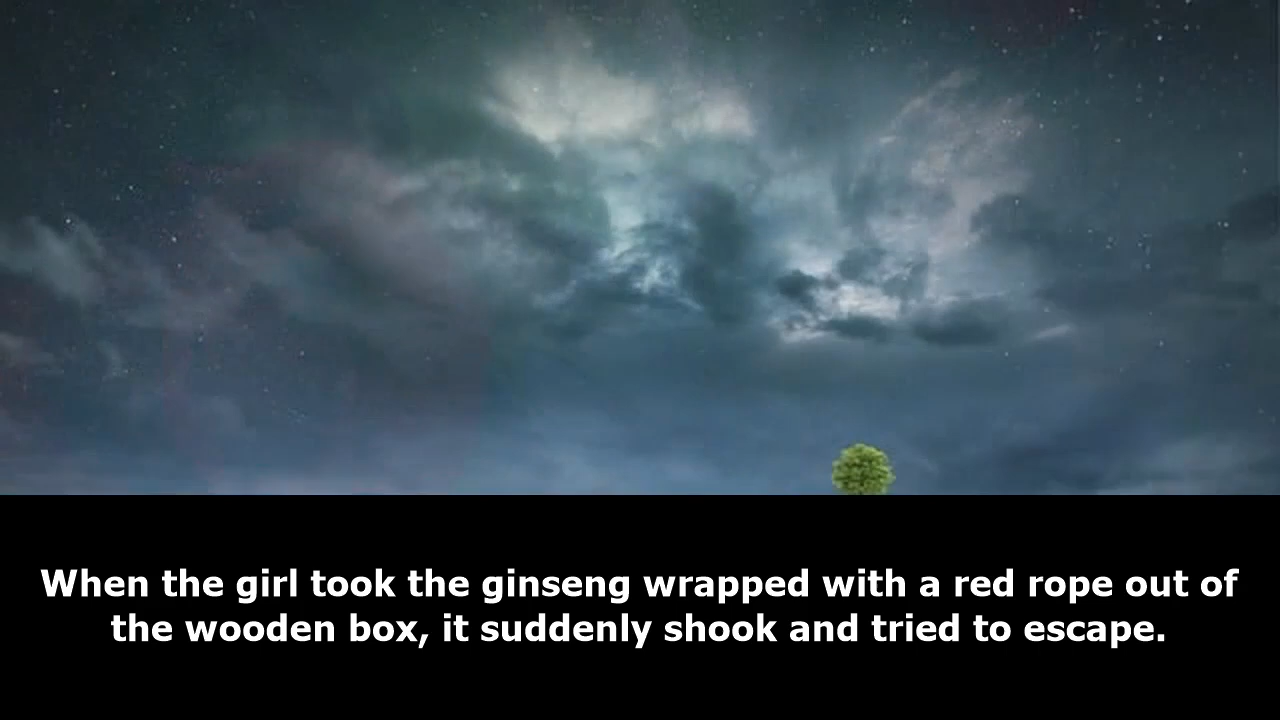 When the girl took the ginseng wrapped with a red rope out of
the wooden box, it suddenly shook and tried to escape.